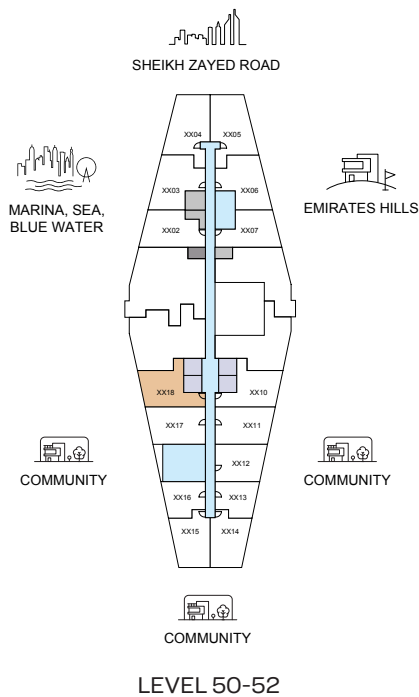 SHEIKH ZAYED ROAD
XX04 XX05
MARINA, SEA,
BLUE WATER
XX03 XX06
EMIRATES HILLS
XX02 XX07
XX18 XX10
XX17 XX11
COMMUNITY
XX12
COMMUNITY
XX16 XX13
XX15 XX14
COMMUNITY
LEVEL 50-52